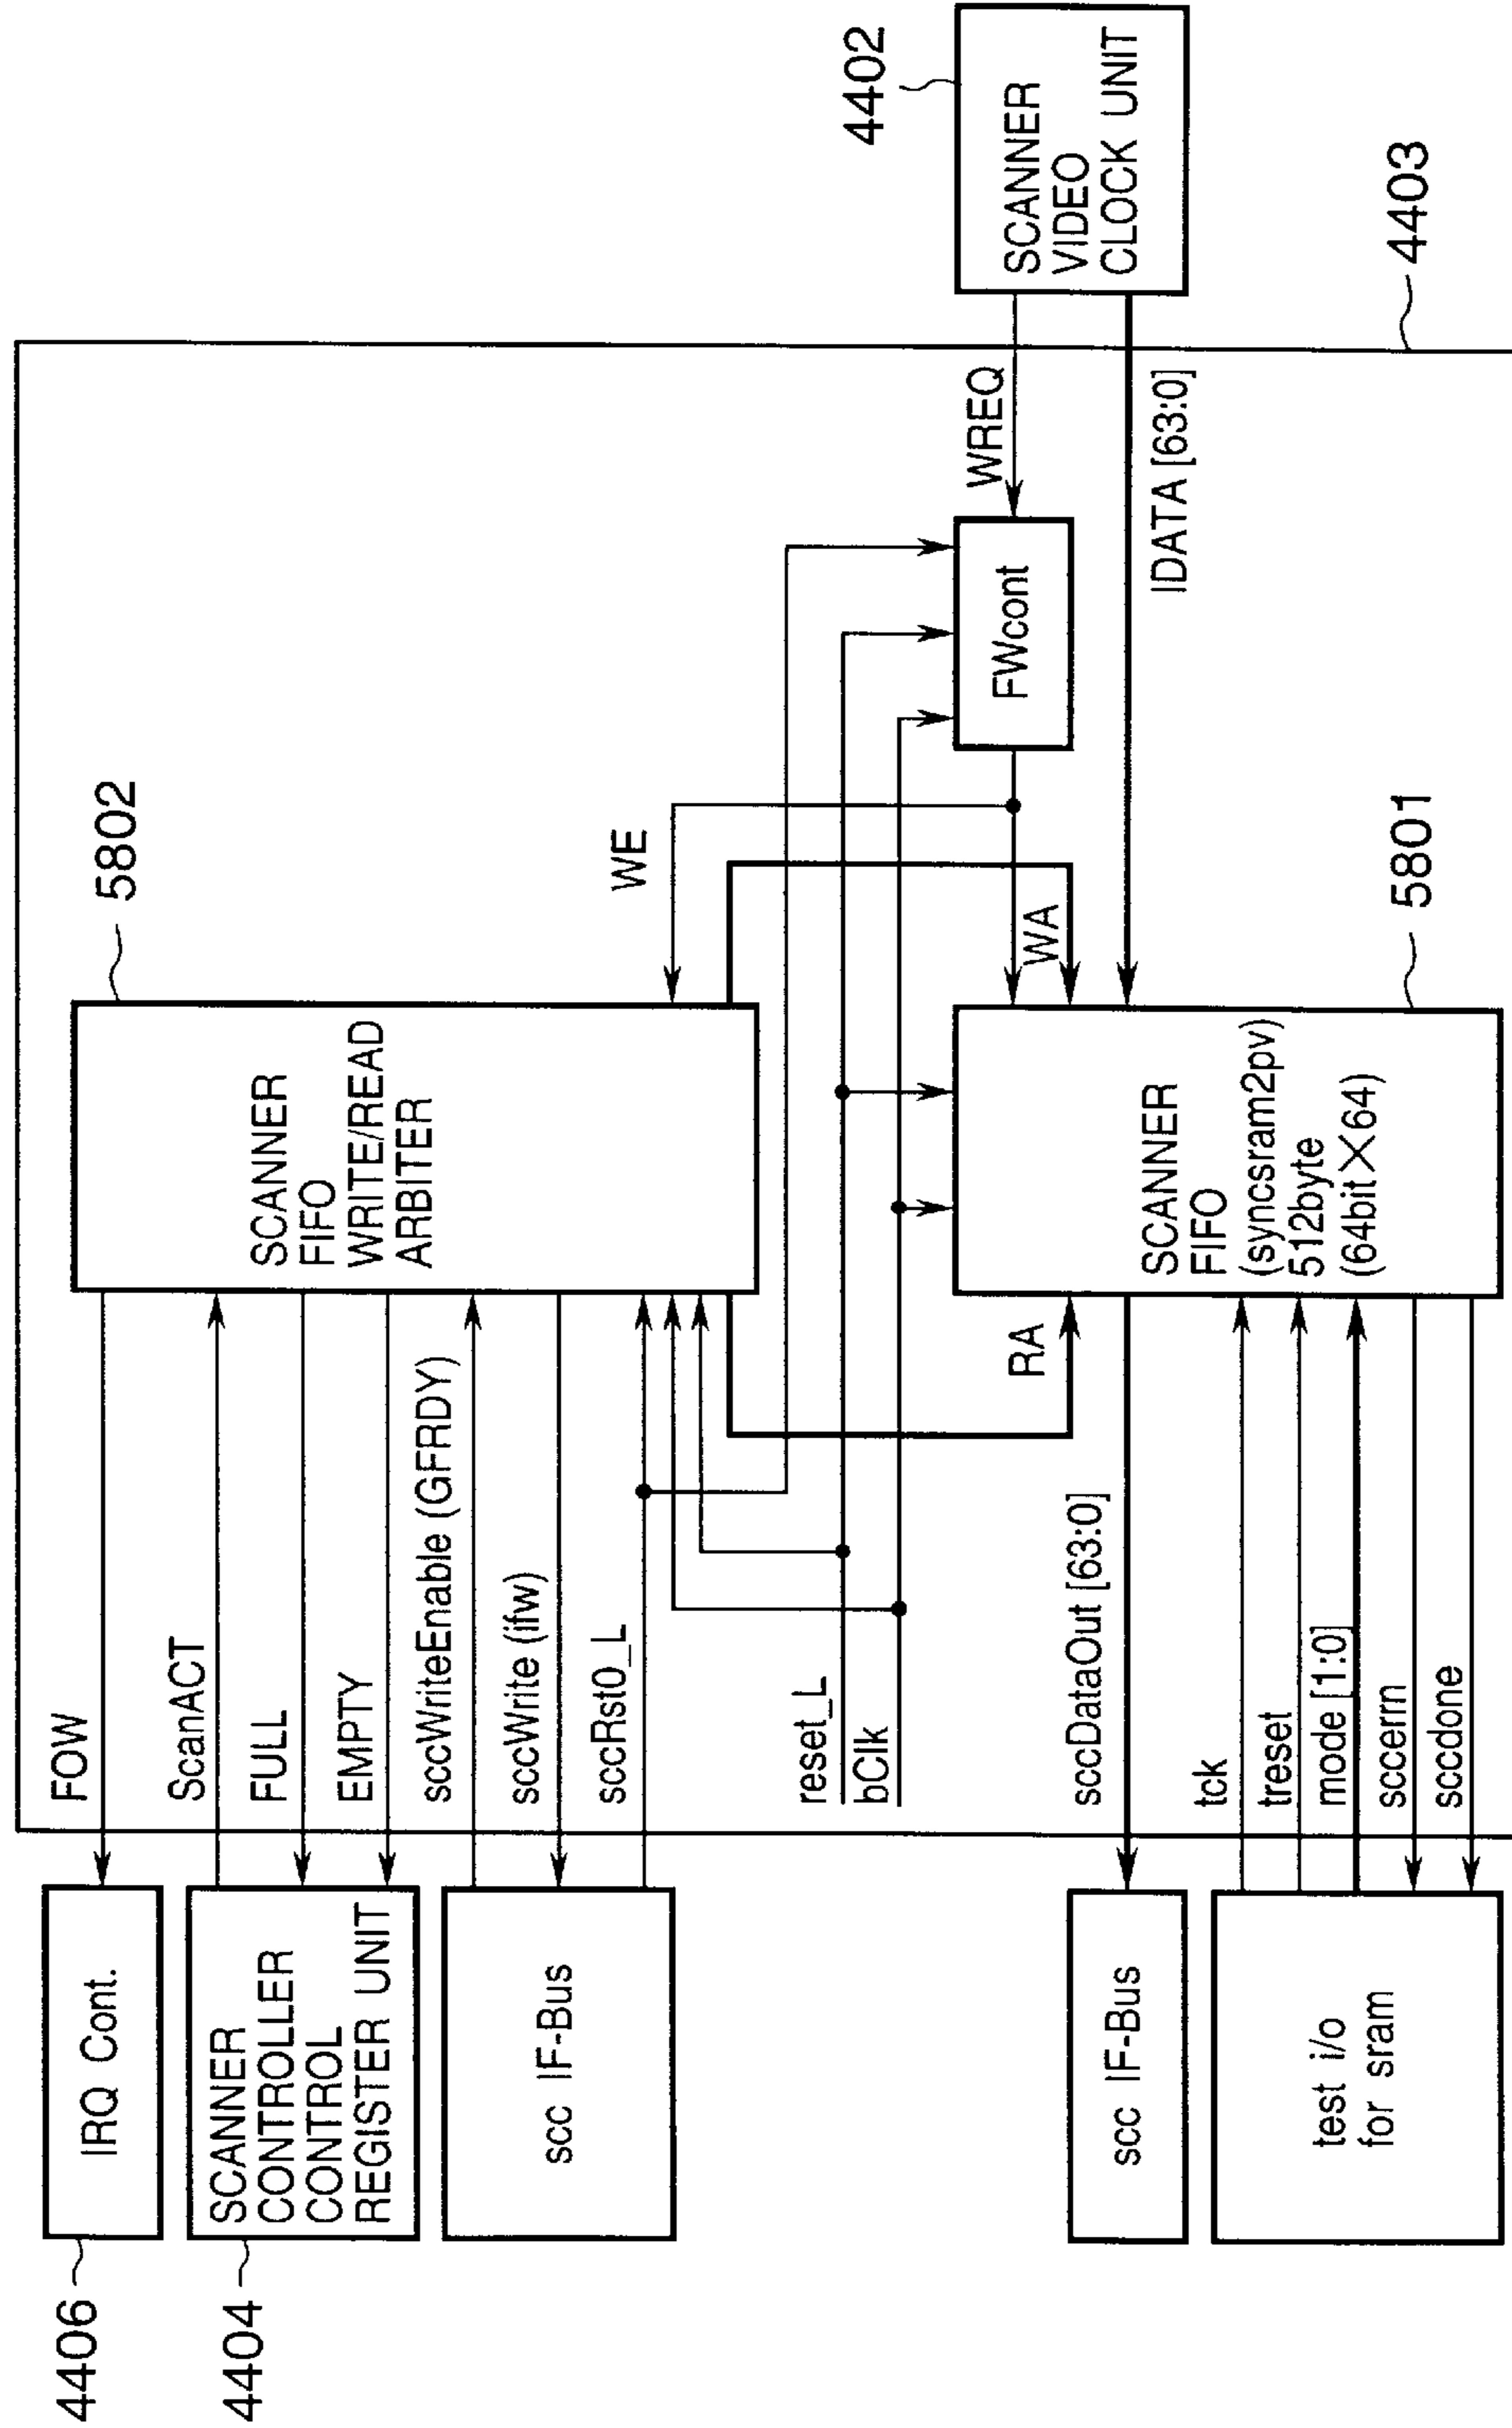 4406
IRQ Cont.
4404
SCANNER
CONTROLLER
CONTROL
REGISTER UNIT
scc IF-Bus
scc IF-Bus
test i/o
for sram
FOW
ScanACT
FULL
EMPTY
sccWriteEnable (GFRDY)
sccWrite (ifw)
sccRst0_L
reset_L
bClk
sccDataOut [63:0]
tck
treset
mode [1:0]
sccerrn
sccdone
5802
SCANNER
FIFO
WRITE/READ
ARBITER
RA
SCANNER
FIFO
(syncsram2pv)
512byte
(64bit×64)
5801
WE
WA
FWcont
WREQ
IDATA [63:0]
4402
SCANNER
VIDEO
CLOCK UNIT
4403